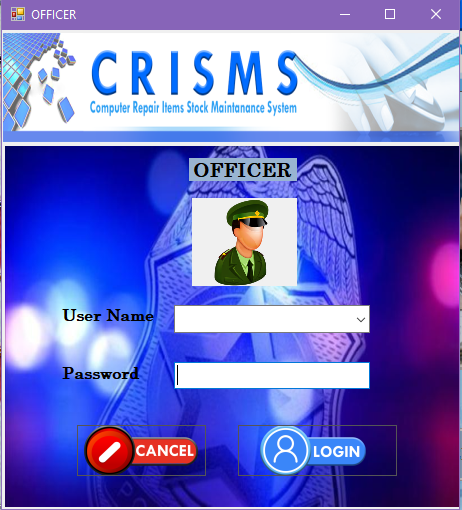 OFFICER
CRISMS
Computer Repair Items Stock Maintanance System
OFFICER
User Name
Password
CANCEL
LOGIN